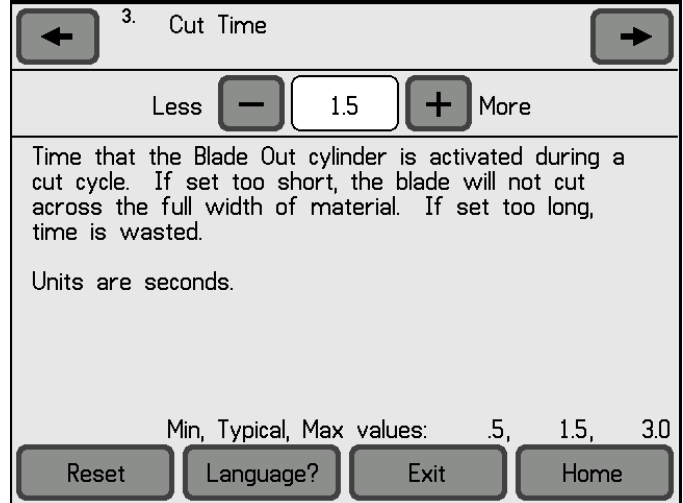 3. Cut Time
Less 1.5 More
Time that the Blade Out cylinder is activated during a
cut cycle. If set too short, the blade will not cut
across the full width of material. If set too long,
time is wasted.
Units are seconds.
Min, Typical, Max values: .5, 1.5, 3.0
Reset Language? Exit Home